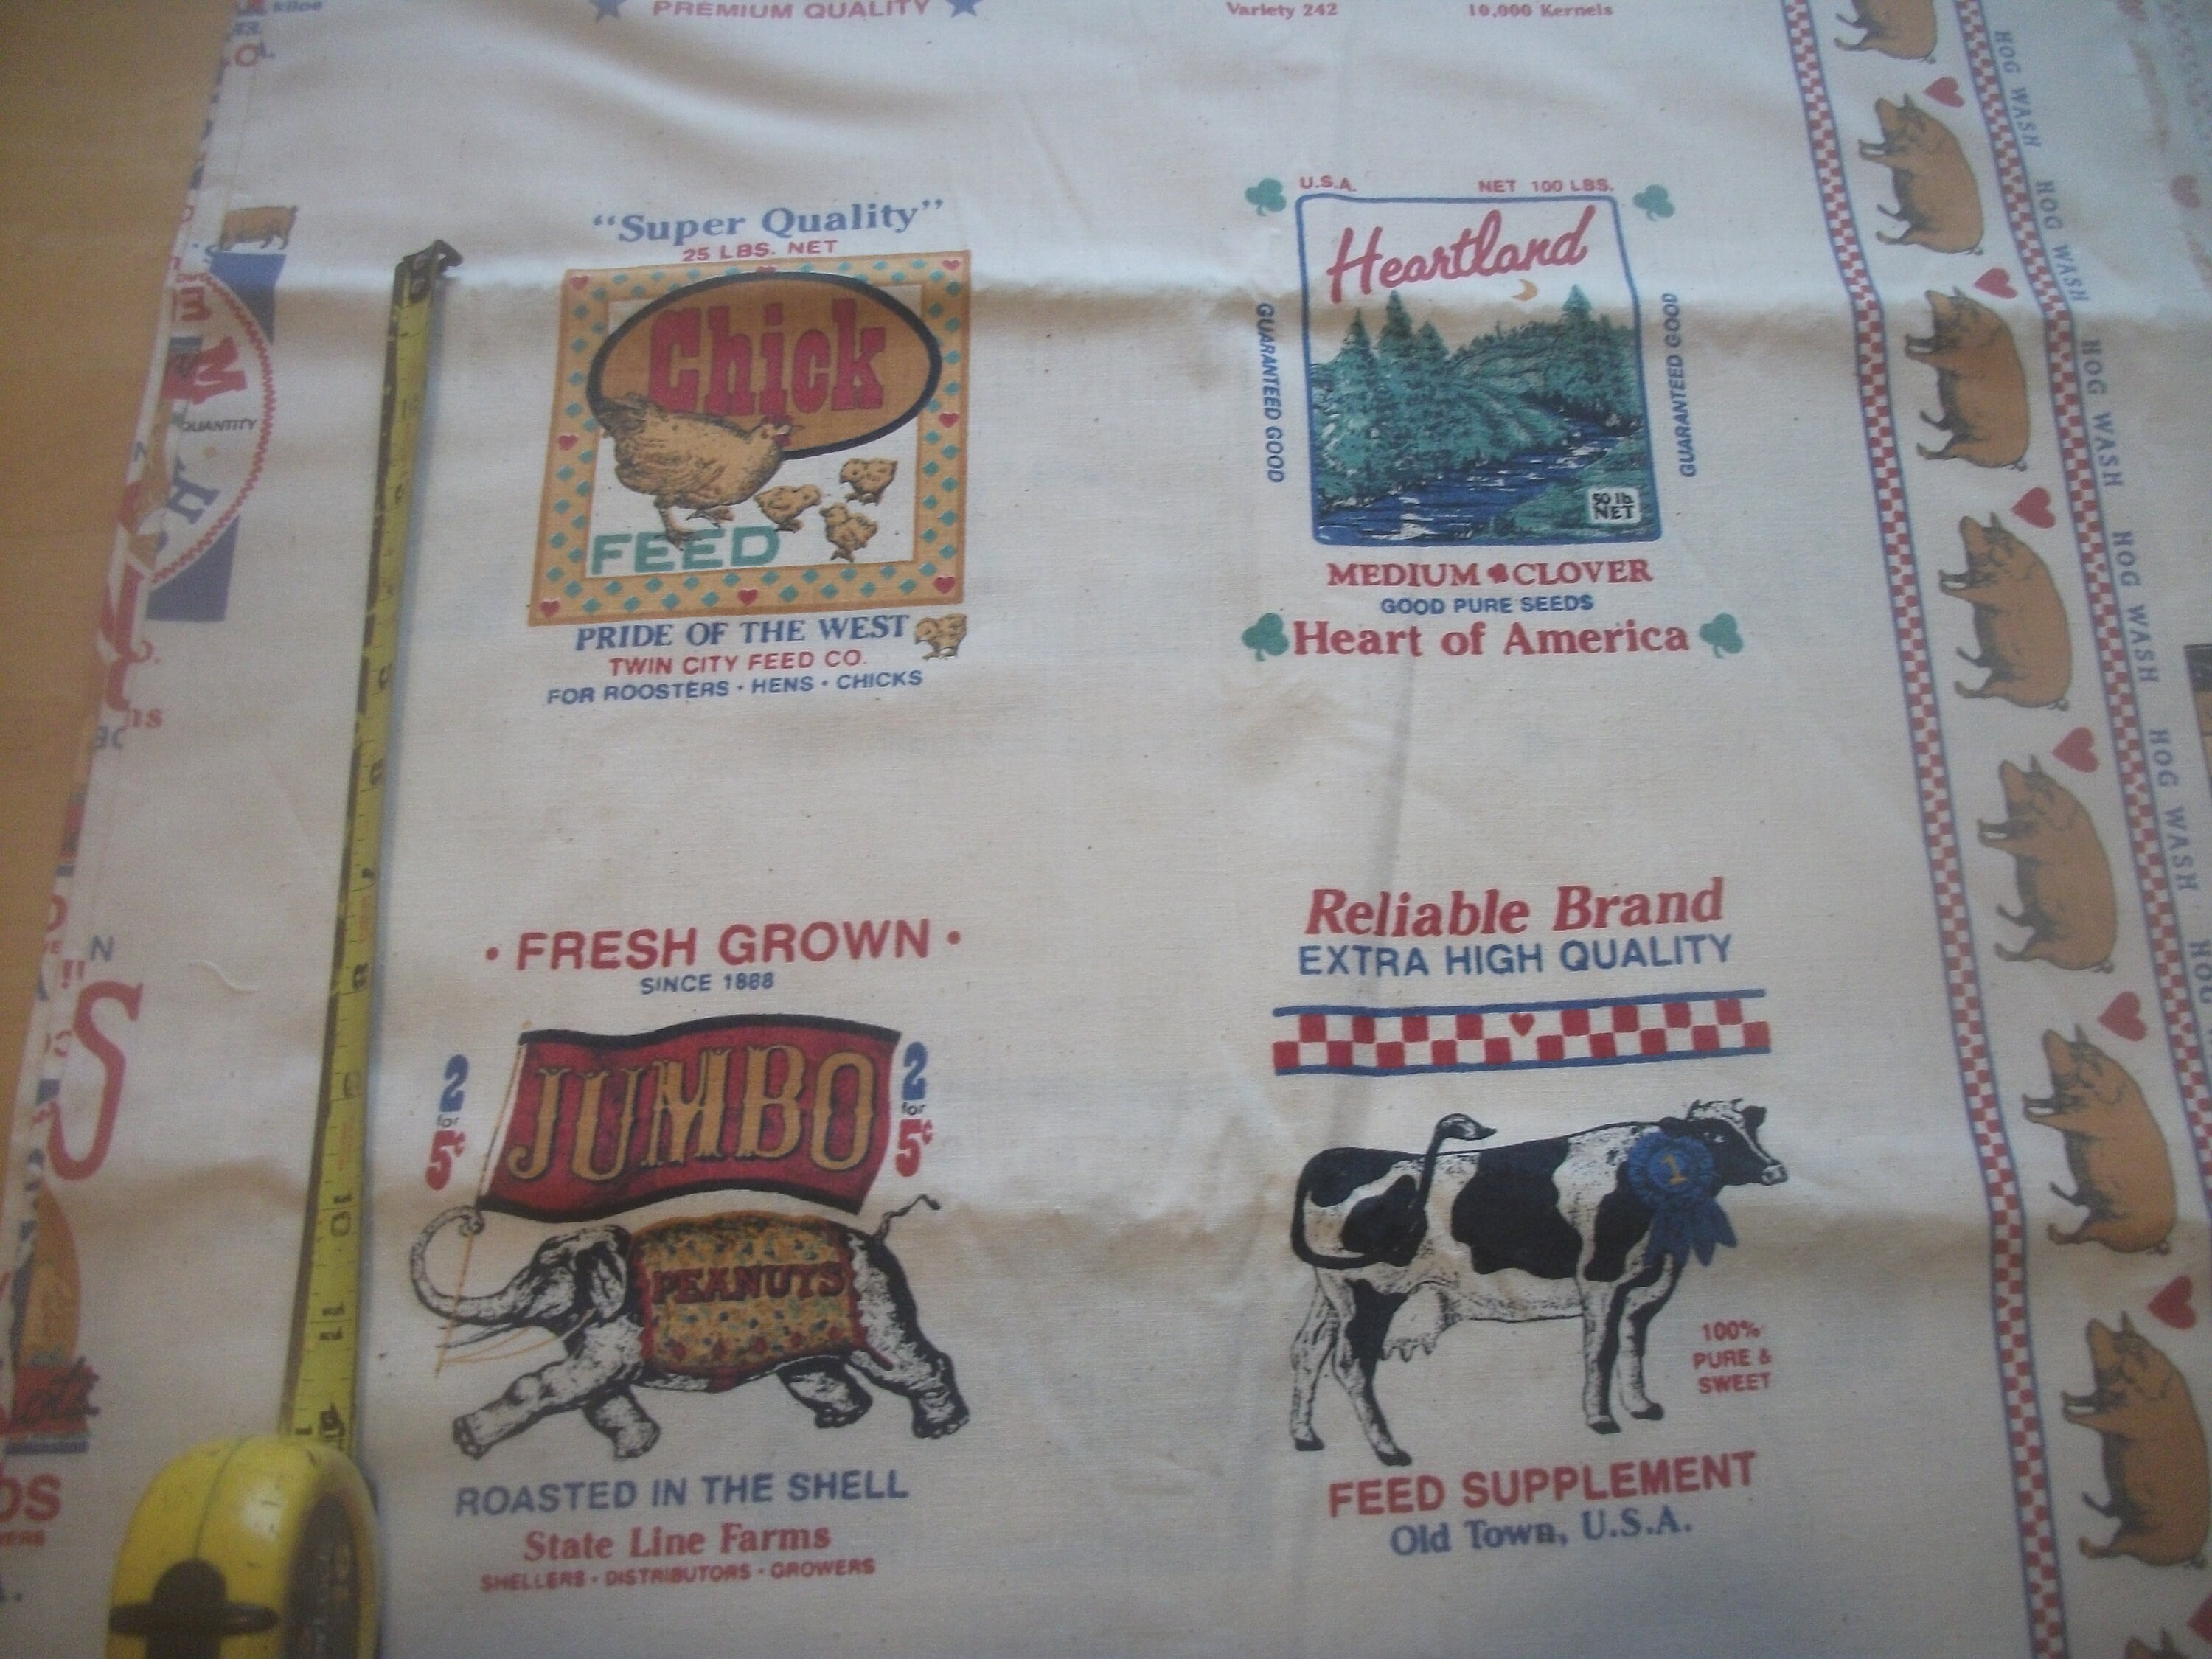 kilos
PREMIUM QUALITY
Variety 242
10,000 Kernels
"Super Quality"
25 LBS. NET
Chick
FEED
PRIDE OF THE WEST
TWIN CITY FEED CO.
FOR ROOSTERS · HENS · CHICKS
U.S.A.
NET 100 LBS.
Heartland
GUARANTEED GOOD
GUARANTEED GOOD
50 lb
NET
MEDIUM CLOVER
GOOD PURE SEEDS
Heart of America
• FRESH GROWN •
SINCE 1888
2
for
5¢
JUMBO
2
for
5¢
PEANUTS
ROASTED IN THE SHELL
State Line Farms
SHELLERS · DISTRIBUTORS · GROWERS
Reliable Brand
EXTRA HIGH QUALITY
1
100%
PURE &
SWEET
FEED SUPPLEMENT
Old Town, U.S.A.
HOG WASH HOG WASH HOG WASH HOG WASH HOG WASH HOG
QUANTITY